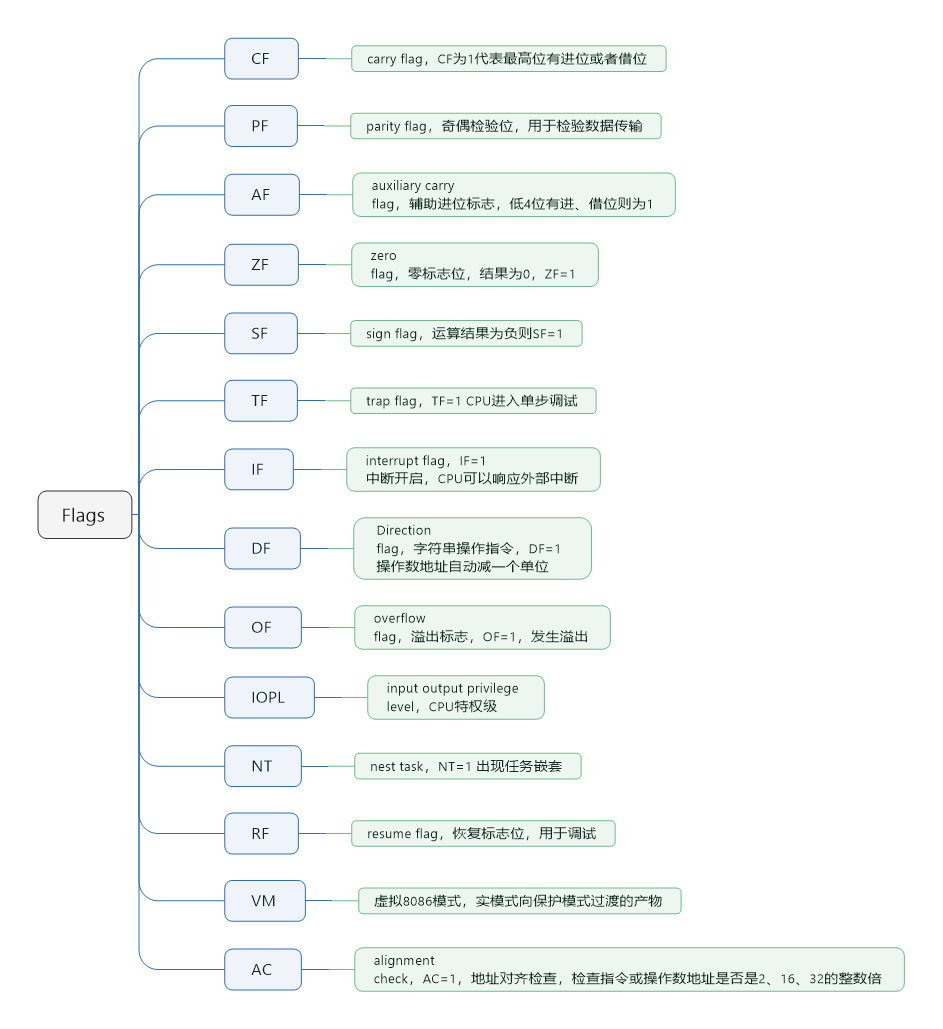 CF
carry flag，CF为1代表最高位有进位或者借位
PF
parity flag，奇偶检验位，用于检验数据传输
AF
auxiliary carry
flag，辅助进位标志，低4位有进、借位则为1
ZF
zero
flag，零标志位，结果为0，ZF=1
SF
sign flag，运算结果为负则SF=1
TF
trap flag，TF=1 CPU进入单步调试
IF
interrupt flag，IF=1
中断开启，CPU可以响应外部中断
Flags
DF
Direction
flag，字符串操作指令，DF=1
操作数地址自动减一个单位
OF
overflow
flag，溢出标志，OF=1，发生溢出
IOPL
input output privilege
level，CPU特权级
NT
nest task，NT=1 出现任务嵌套
RF
resume flag，恢复标志位，用于调试
VM
虚拟8086模式，实模式向保护模式过渡的产物
AC
alignment
check，AC=1，地址对齐检查，检查指令或操作数地址是否是2、16、32的整数倍